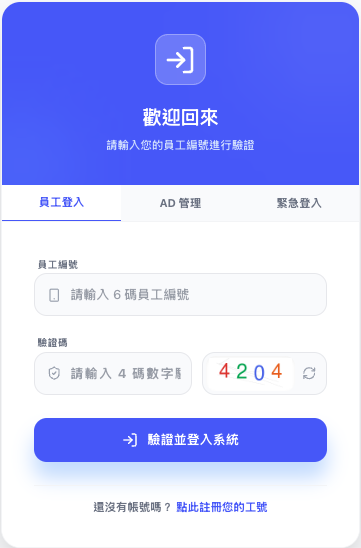 歡迎回來
請輸入您的員工編號進行驗證
員工登入
AD 管理
緊急登入
員工編號
請輸入 6 碼員工編號
驗證碼
請輸入 4 碼數字
4204
驗證並登入系統
還沒有帳號嗎？ 點此註冊您的工號